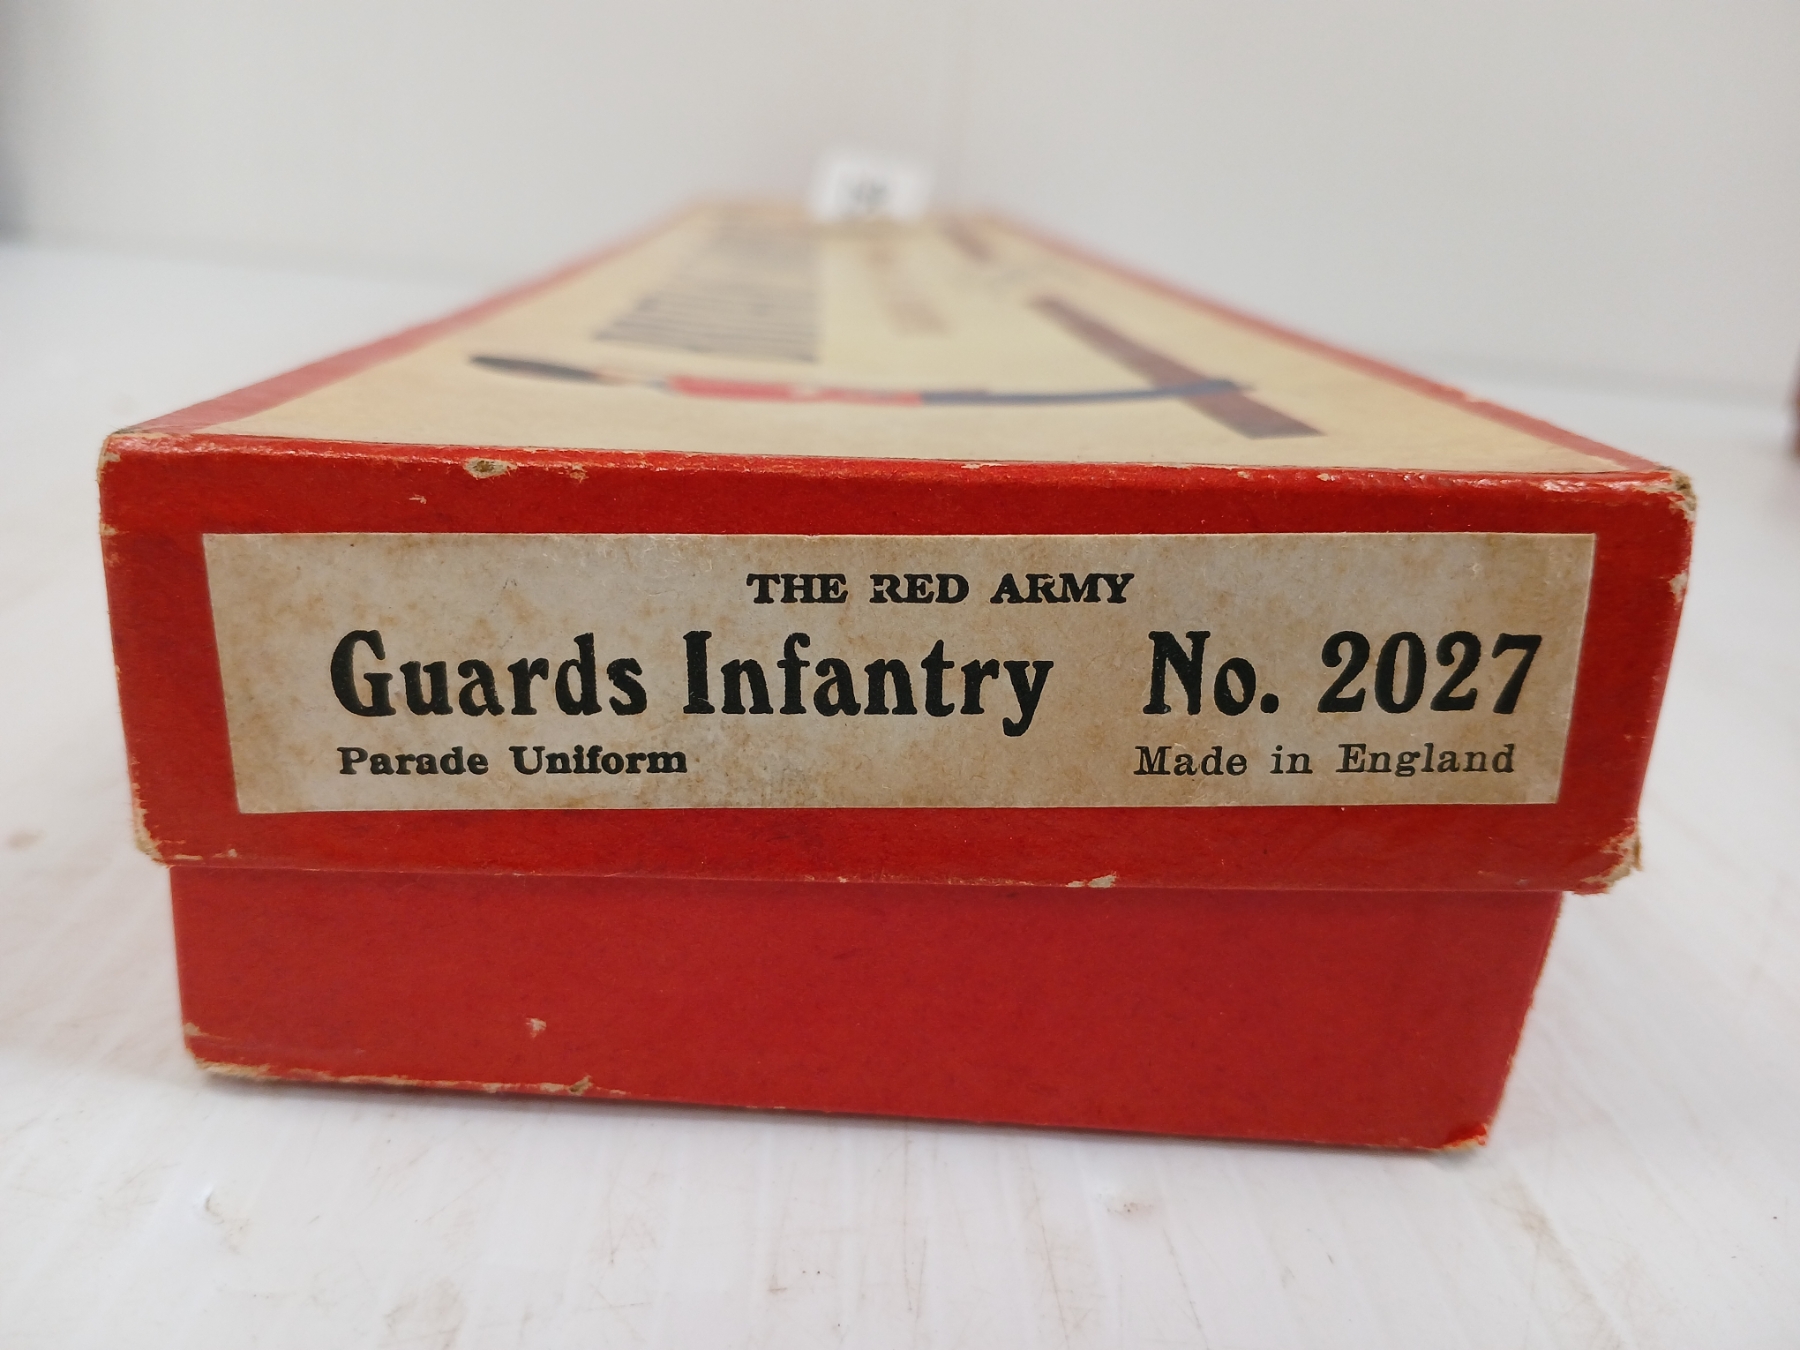 THE RED ARMY
Guards Infantry No. 2027
Parade Uniform Made in England